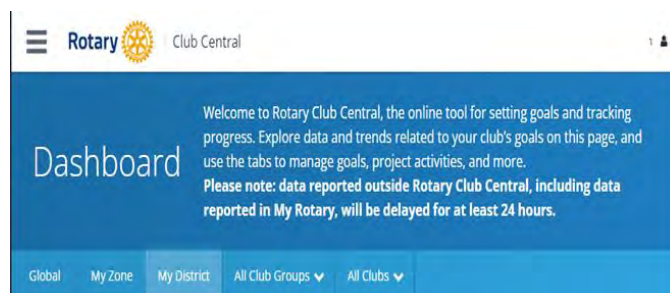 Rotary Club Central
1
Welcome to Rotary Club Central, the online tool for setting goals and tracking
progress. Explore data and trends related to your club's goals on this page, and
use the tabs to manage goals, project activities, and more.
Dashboard
Please note: data reported outside Rotary Club Central, including data
reported in My Rotary, will be delayed for at least 24 hours.
Global My Zone My District All Club Groups All Clubs